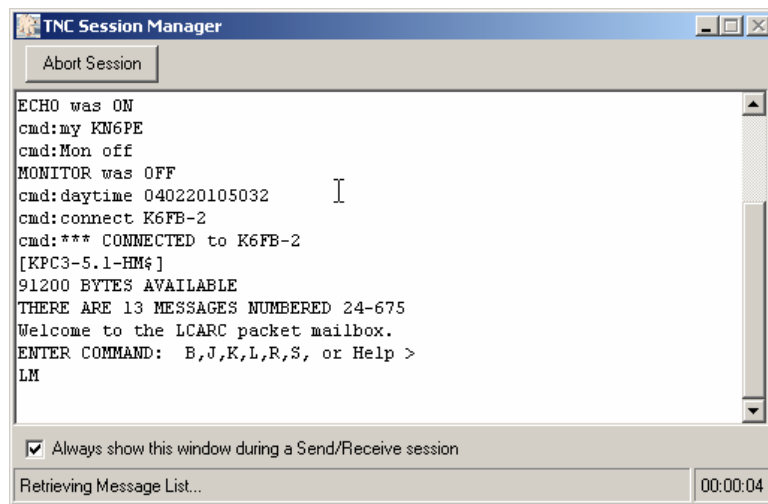 TNC Session Manager
Abort Session
ECHO was ON
cmd:my KN6PE
cmd:Mon off
MONITOR was OFF
cmd:daytime 040220105032
cmd:connect K6FB-2
cmd:*** CONNECTED to K6FB-2
[KPC3-5.1-HM$]
91200 BYTES AVAILABLE
THERE ARE 13 MESSAGES NUMBERED 24-675
Welcome to the LCARC packet mailbox.
ENTER COMMAND:  B,J,K,L,R,S, or Help >
LM
Always show this window during a Send/Receive session
Retrieving Message List...
00:00:04